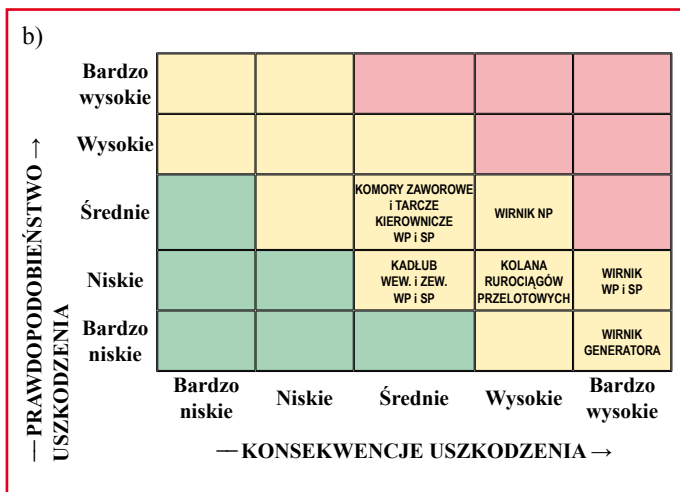 b)
Bardzo
wysokie
Wysokie
Średnie
KOMORY ZAWOROWE
i TARCZE
KIEROWNICZE
WP i SP
WIRNIK NP
Niskie
KADŁUB
WEW. i ZEW.
WP i SP
KOLANA
RUROCIĄGÓW
PRZELOTOWYCH
WIRNIK
WP i SP
Bardzo
niskie
WIRNIK
GENERATORA
Bardzo
niskie
Niskie
Średnie
Wysokie
Bardzo
wysokie
— PRAWDOPODOBIEŃSTWO →
USZKODZENIA
— KONSEKWENCJE USZKODZENIA →